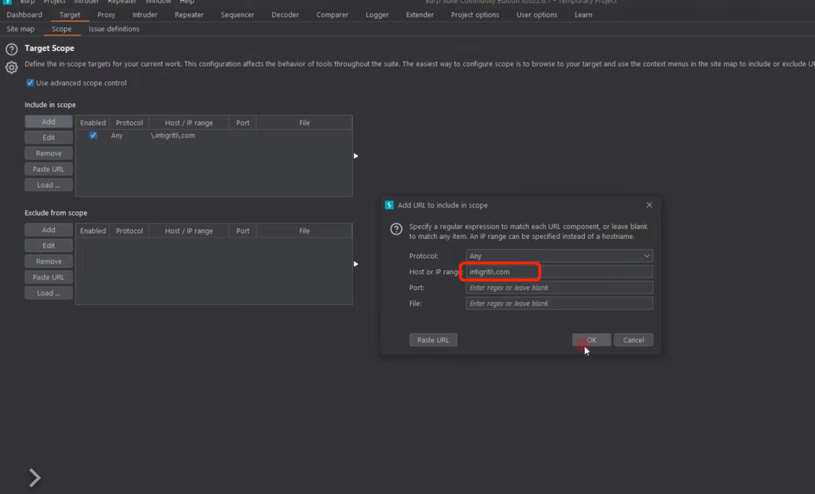 Burp Project Intruder Repeater Window Help
Burp Suite Community Edition v2022.8.1 - Temporary Project
Dashboard Target Proxy Intruder Repeater Sequencer Decoder Comparer Logger Extender Project options User options Learn
Site map Scope Issue definitions
Target Scope
Define the in-scope targets for your current work. This configuration affects the behavior of tools throughout the suite. The easiest way to configure scope is to browse to your target and use the context menus in the site map to include or exclude
Use advanced scope control
Include in scope
Add Enabled Protocol Host / IP range Port File
Edit Any \.intigriti\.com
Remove
Paste URL
Load ...
Exclude from scope
Add Enabled Protocol Host / IP range Port File
Edit
Remove
Paste URL
Load ...
Add URL to include in scope
Specify a regular expression to match each URL component, or leave blank
to match any item. An IP range can be specified instead of a hostname.
Protocol: Any
Host or IP range: intigriti\.com
Port: Enter regex or leave blank
File: Enter regex or leave blank
Paste URL OK Cancel